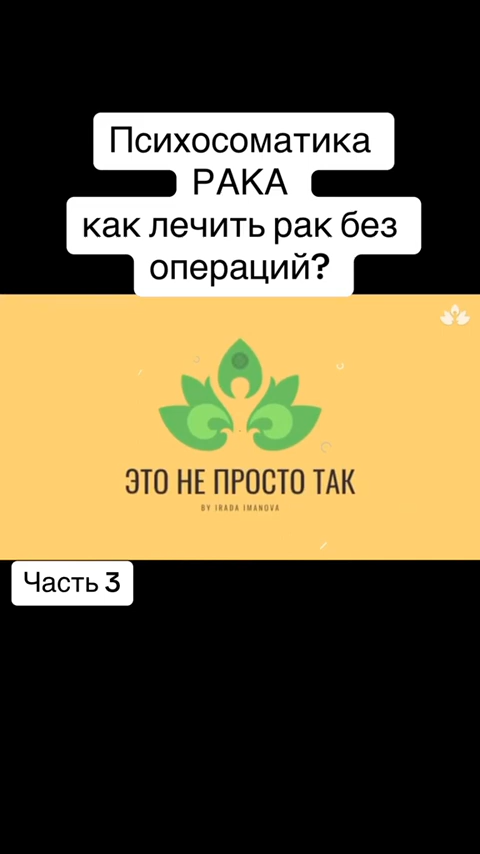 Психосоматика
РАКА
как лечить рак без
операций?
ЭТО НЕ ПРОСТО ТАК
BY IRADA IMANOVA
Часть 3